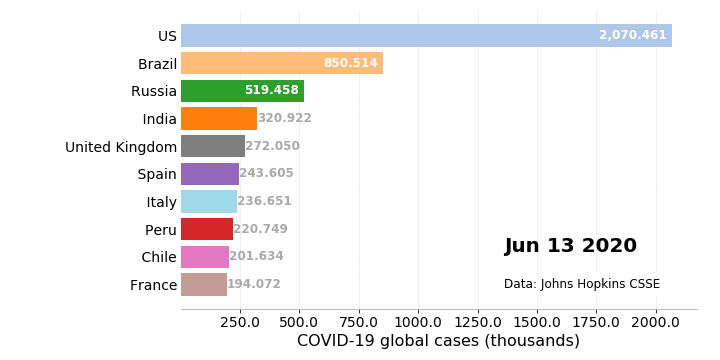 US 2,070.461
Brazil 850.514
Russia 519.458
India 320.922
United Kingdom 272.050
Spain 243.605
Italy 236.651
Peru 220.749
Chile 201.634
France 194.072
Jun 13 2020
Data: Johns Hopkins CSSE
250.0 500.0 750.0 1000.0 1250.0 1500.0 1750.0 2000.0
COVID-19 global cases (thousands)